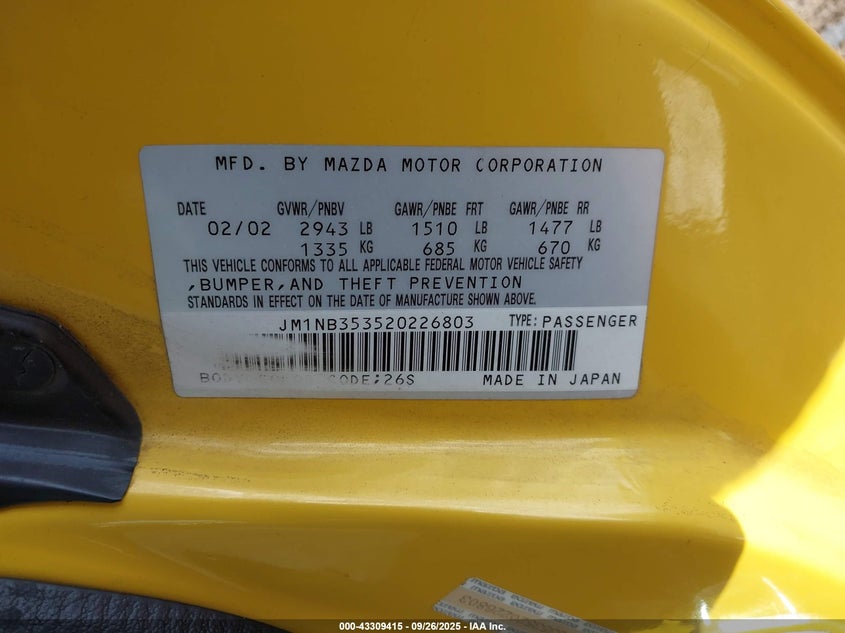 MFD. BY MAZDA MOTOR CORPORATION
DATE GVWR/PNBV GAWR/PNBE FRT GAWR/PNBE RR
02/02 2943 LB 1510 LB 1477 LB
1335 KG 685 KG 670 KG
THIS VEHICLE CONFORMS TO ALL APPLICABLE FEDERAL MOTOR VEHICLE SAFETY
,BUMPER,AND THEFT PREVENTION
STANDARDS IN EFFECT ON THE DATE OF MANUFACTURE SHOWN ABOVE.
JM1NB353520226803 TYPE:PASSENGER
CODE;26S MADE IN JAPAN
000-43309415 - 09/26/2025 - IAA Inc.